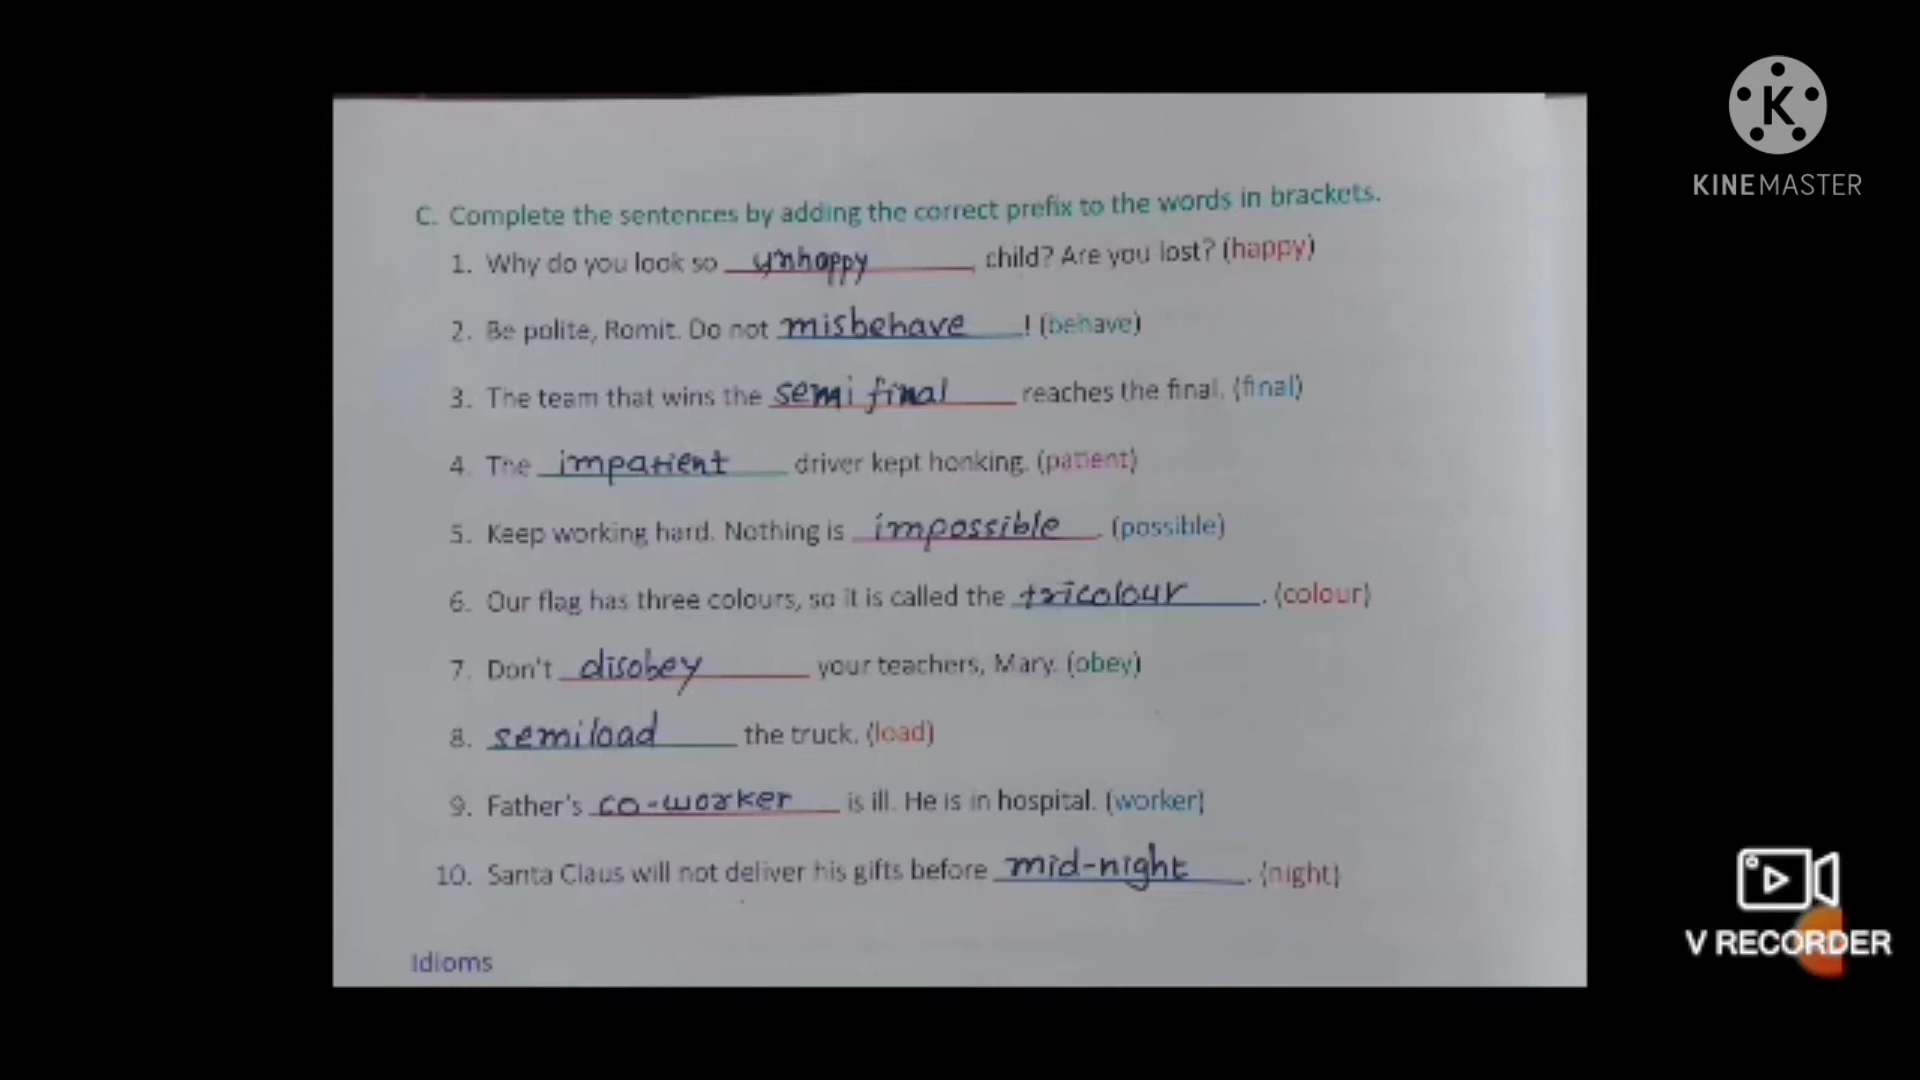 KINEMASTER
C. Complete the sentences by adding the correct prefix to the words in brackets.
1. Why do you look so unhappy child? Are you lost? (happy)
2. Be polite, Romit. Do not misbehave ! (behave)
3. The team that wins the semi final reaches the final. (final)
4. The impatient driver kept honking. (patient)
5. Keep working hard. Nothing is impossible . (possible)
6. Our flag has three colours, so it is called the tricolour . (colour)
7. Don't disobey your teachers, Mary. (obey)
8. semiload the truck. (load)
9. Father's co-worker is ill. He is in hospital. (worker)
10. Santa Claus will not deliver his gifts before mid-night . (night)
Idioms
V RECORDER